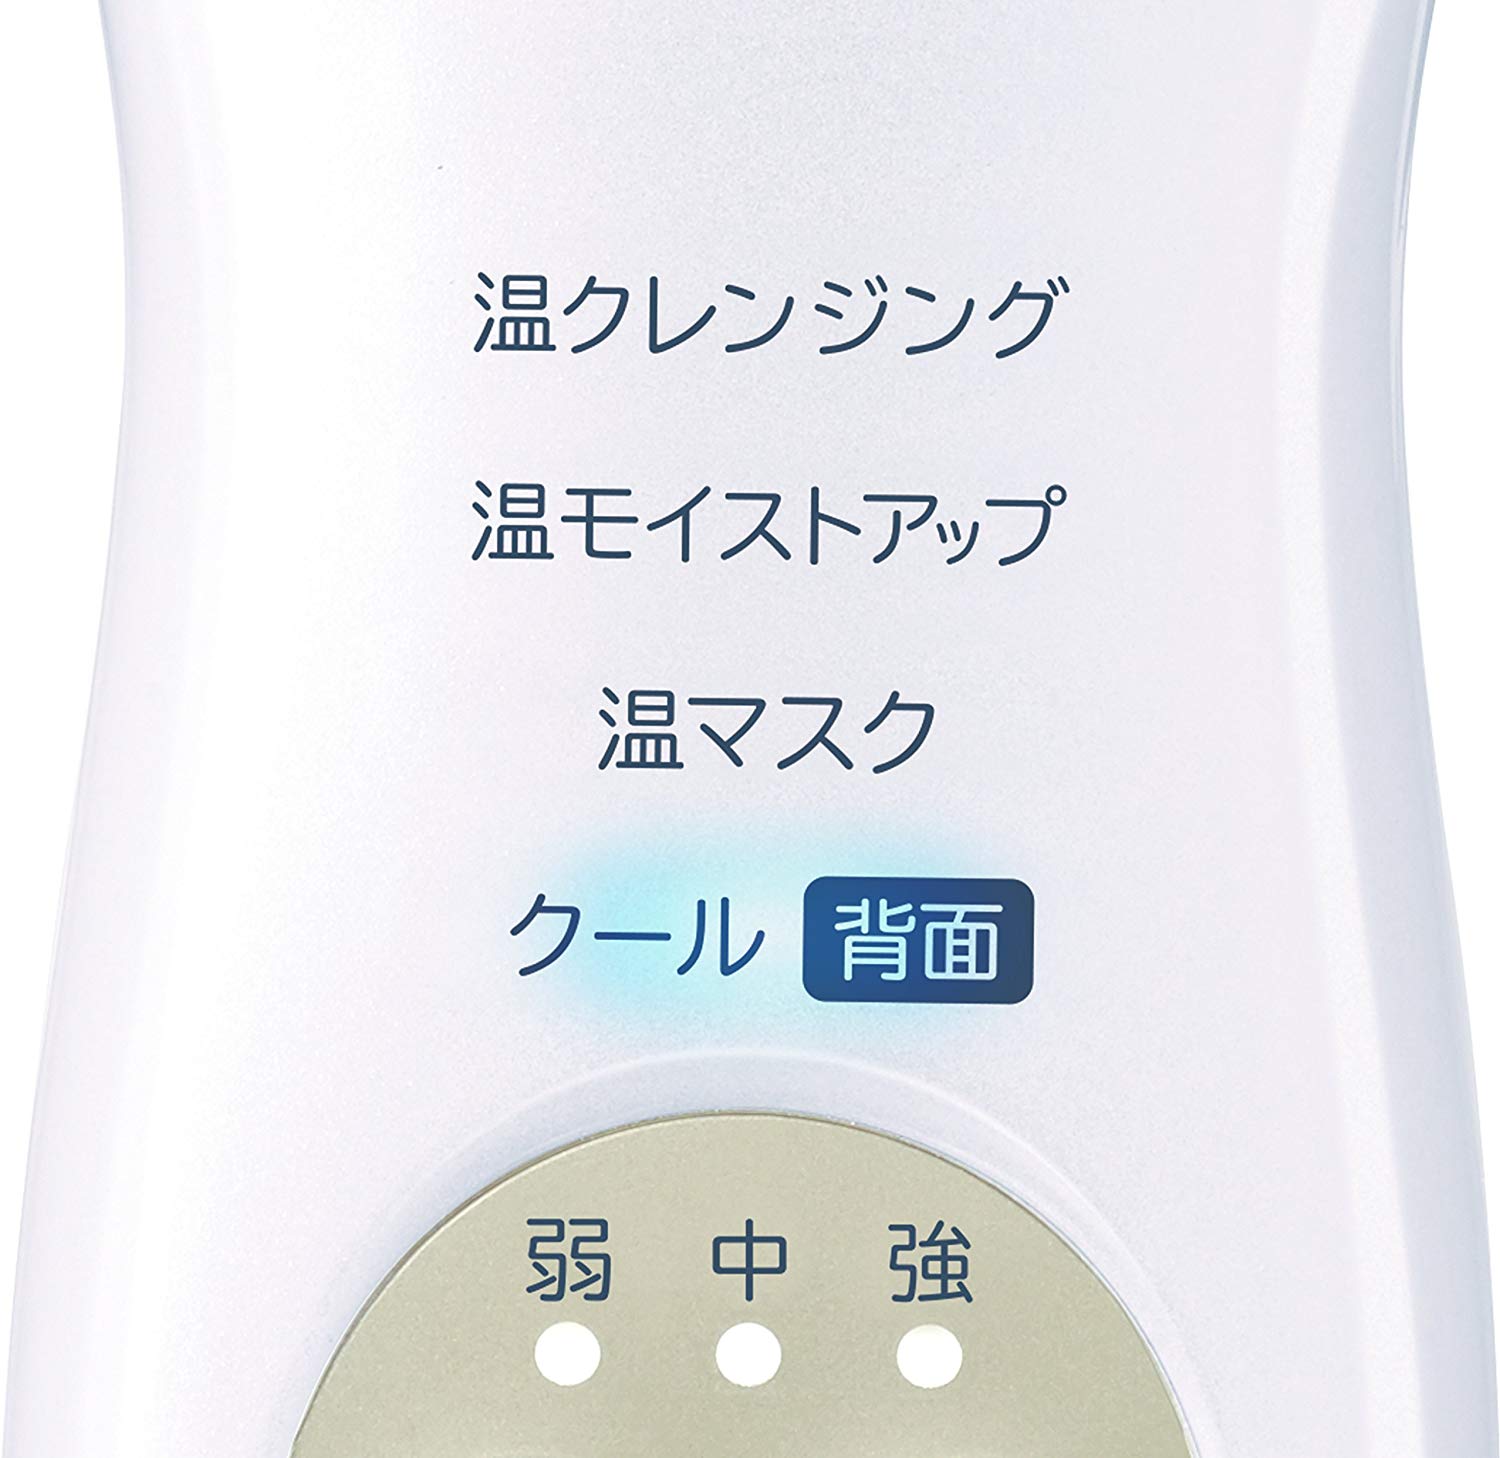 温クレンジング
温モイストアップ
温マスク
クール 背面
弱 中 強